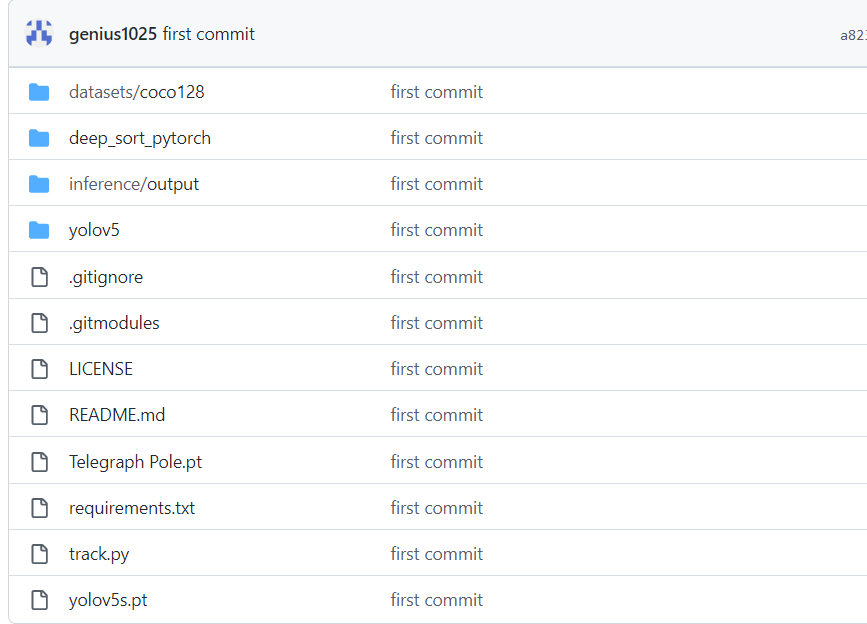 genius1025 first commit a823
datasets/coco128 first commit
deep_sort_pytorch first commit
inference/output first commit
yolov5 first commit
.gitignore first commit
.gitmodules first commit
LICENSE first commit
README.md first commit
Telegraph Pole.pt first commit
requirements.txt first commit
track.py first commit
yolov5s.pt first commit